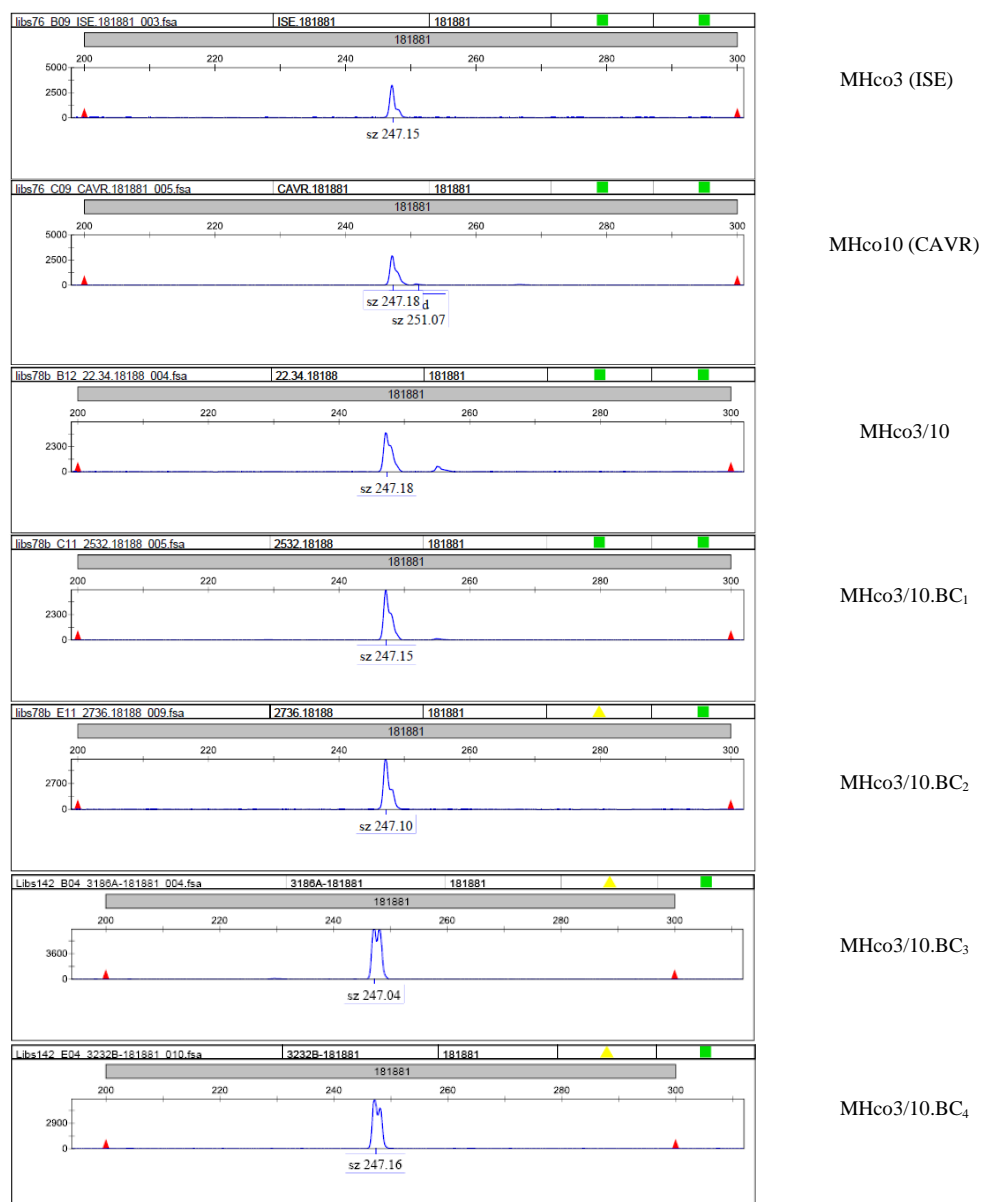 libs76_B09_ISE.181881_003.fsa ISE.181881 181881
181881
200 220 240 260 280 300
5000
2500
0
sz 247.15
MHco3 (ISE)
libs76_C09_CAVR.181881_005.fsa CAVR.181881 181881
181881
200 220 240 260 280 300
5000
2500
0
sz 247.18 d
sz 251.07
MHco10 (CAVR)
libs78b_B12_22.34.18188_004.fsa 22.34.18188 181881
181881
200 220 240 260 280 300
2300
0
sz 247.18
MHco3/10
libs78b_C11_2532.18188_005.fsa 2532.18188 181881
181881
200 220 240 260 280 300
2300
0
sz 247.15
MHco3/10.BC₁
libs78b_E11_2736.18188_009.fsa 2736.18188 181881
181881
200 220 240 260 280 300
2700
0
sz 247.10
MHco3/10.BC₂
Libs142_B04_3186A-181881_004.fsa 3186A-181881 181881
181881
200 220 240 260 280 300
3600
0
sz 247.04
MHco3/10.BC₃
Libs142_E04_3232B-181881_010.fsa 3232B-181881 181881
181881
200 220 240 260 280 300
2900
0
sz 247.16
MHco3/10.BC₄